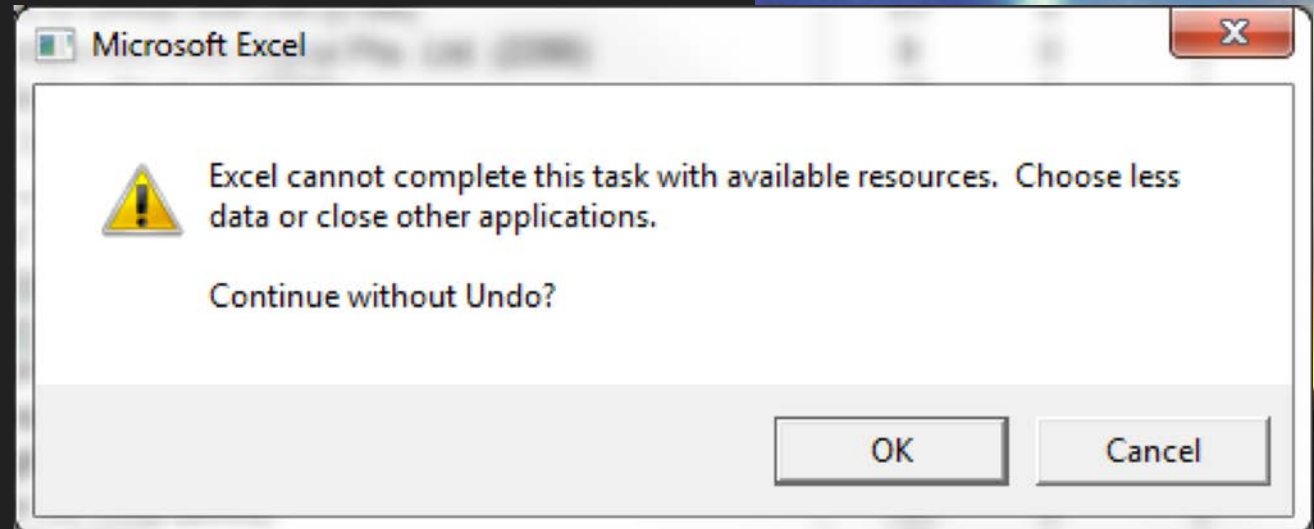 Microsoft Excel
Excel cannot complete this task with available resources.  Choose less
data or close other applications.
Continue without Undo?
OK
Cancel